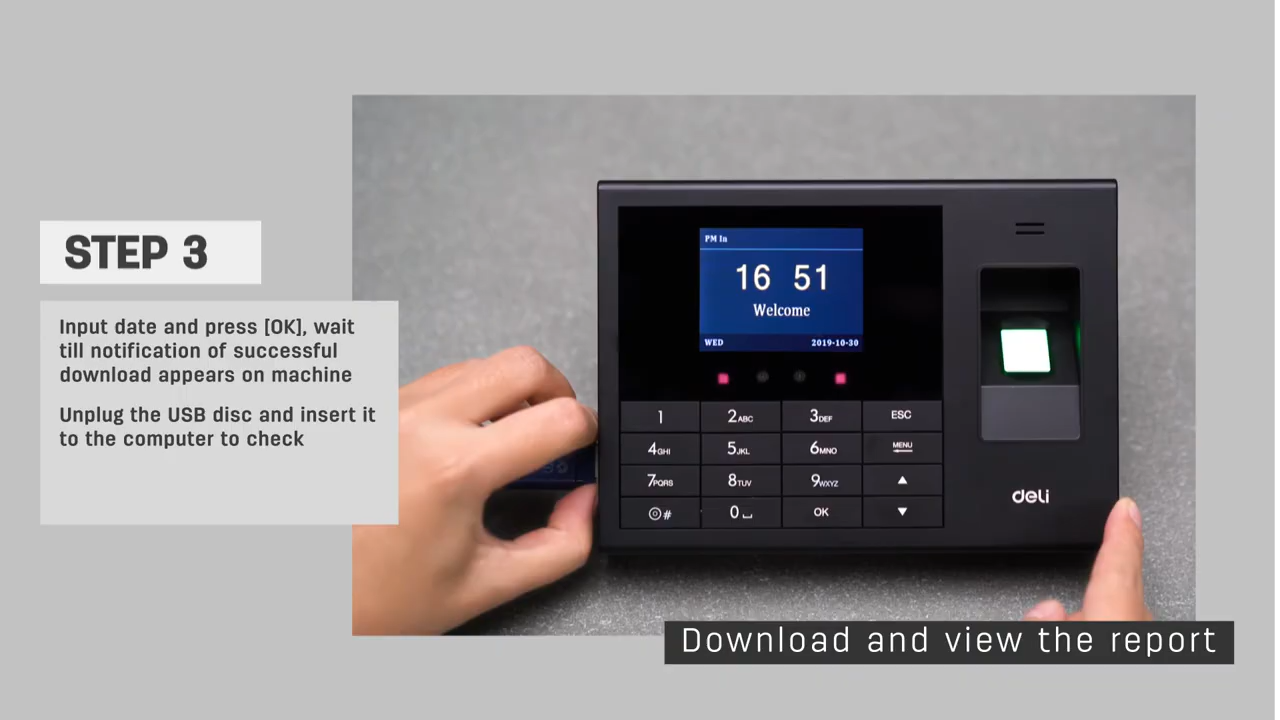 STEP 3
Input date and press [OK], wait
till notification of successful
download appears on machine
Unplug the USB disc and insert it
to the computer to check
PM In
16 51
Welcome
WED 2019-10-30
1 2ABC 3DEF ESC
4GHI 5JKL 6MNO MENU
7PQRS 8TUV 9WXYZ
# 0 OK
deli
Download and view the report